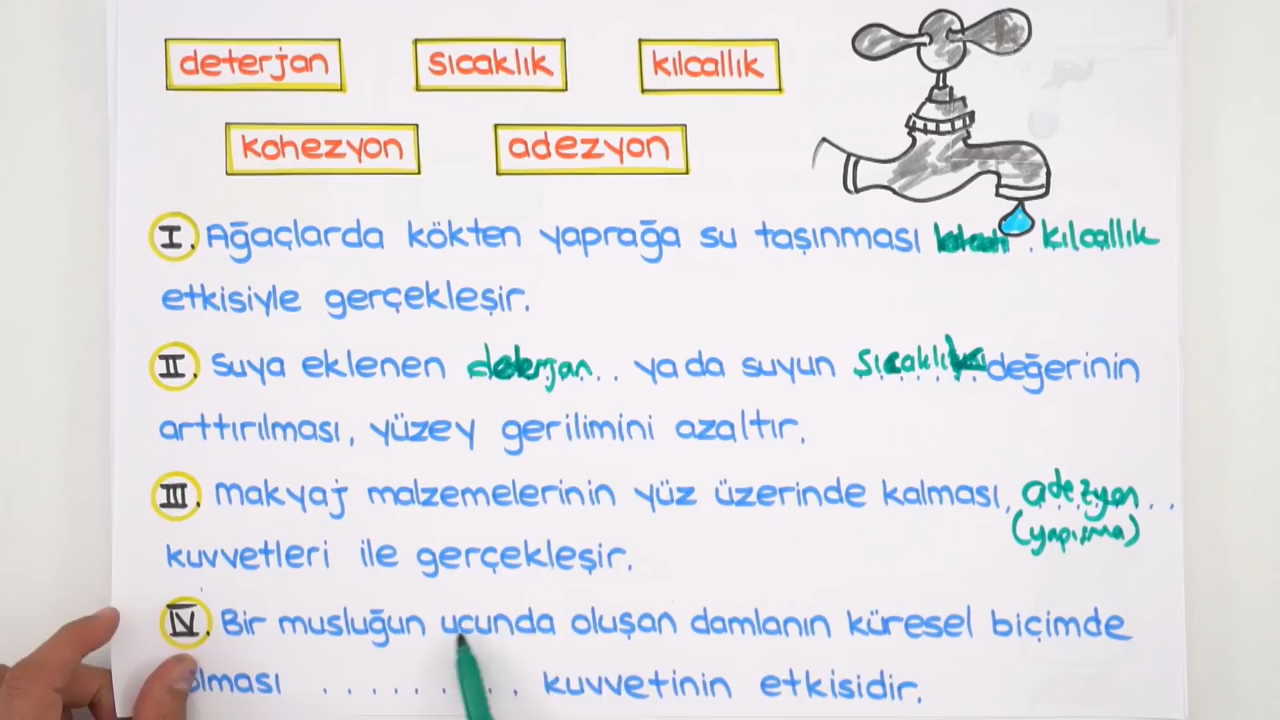 deterjan sıcaklık kılcallık
kohezyon adezyon
I. Ağaçlarda kökten yaprağa su taşınması . kılcallık
etkisiyle gerçekleşir.
II. Suya eklenen deterjan.. ya da suyun sıcaklık değerinin
arttırılması, yüzey gerilimini azaltır.
III. Makyaj malzemelerinin yüz üzerinde kalması, adezyon..
(yapışma)
kuvvetleri ile gerçekleşir.
IV. Bir musluğun ucunda oluşan damlanın küresel biçimde
olması ......... kuvvetinin etkisidir.